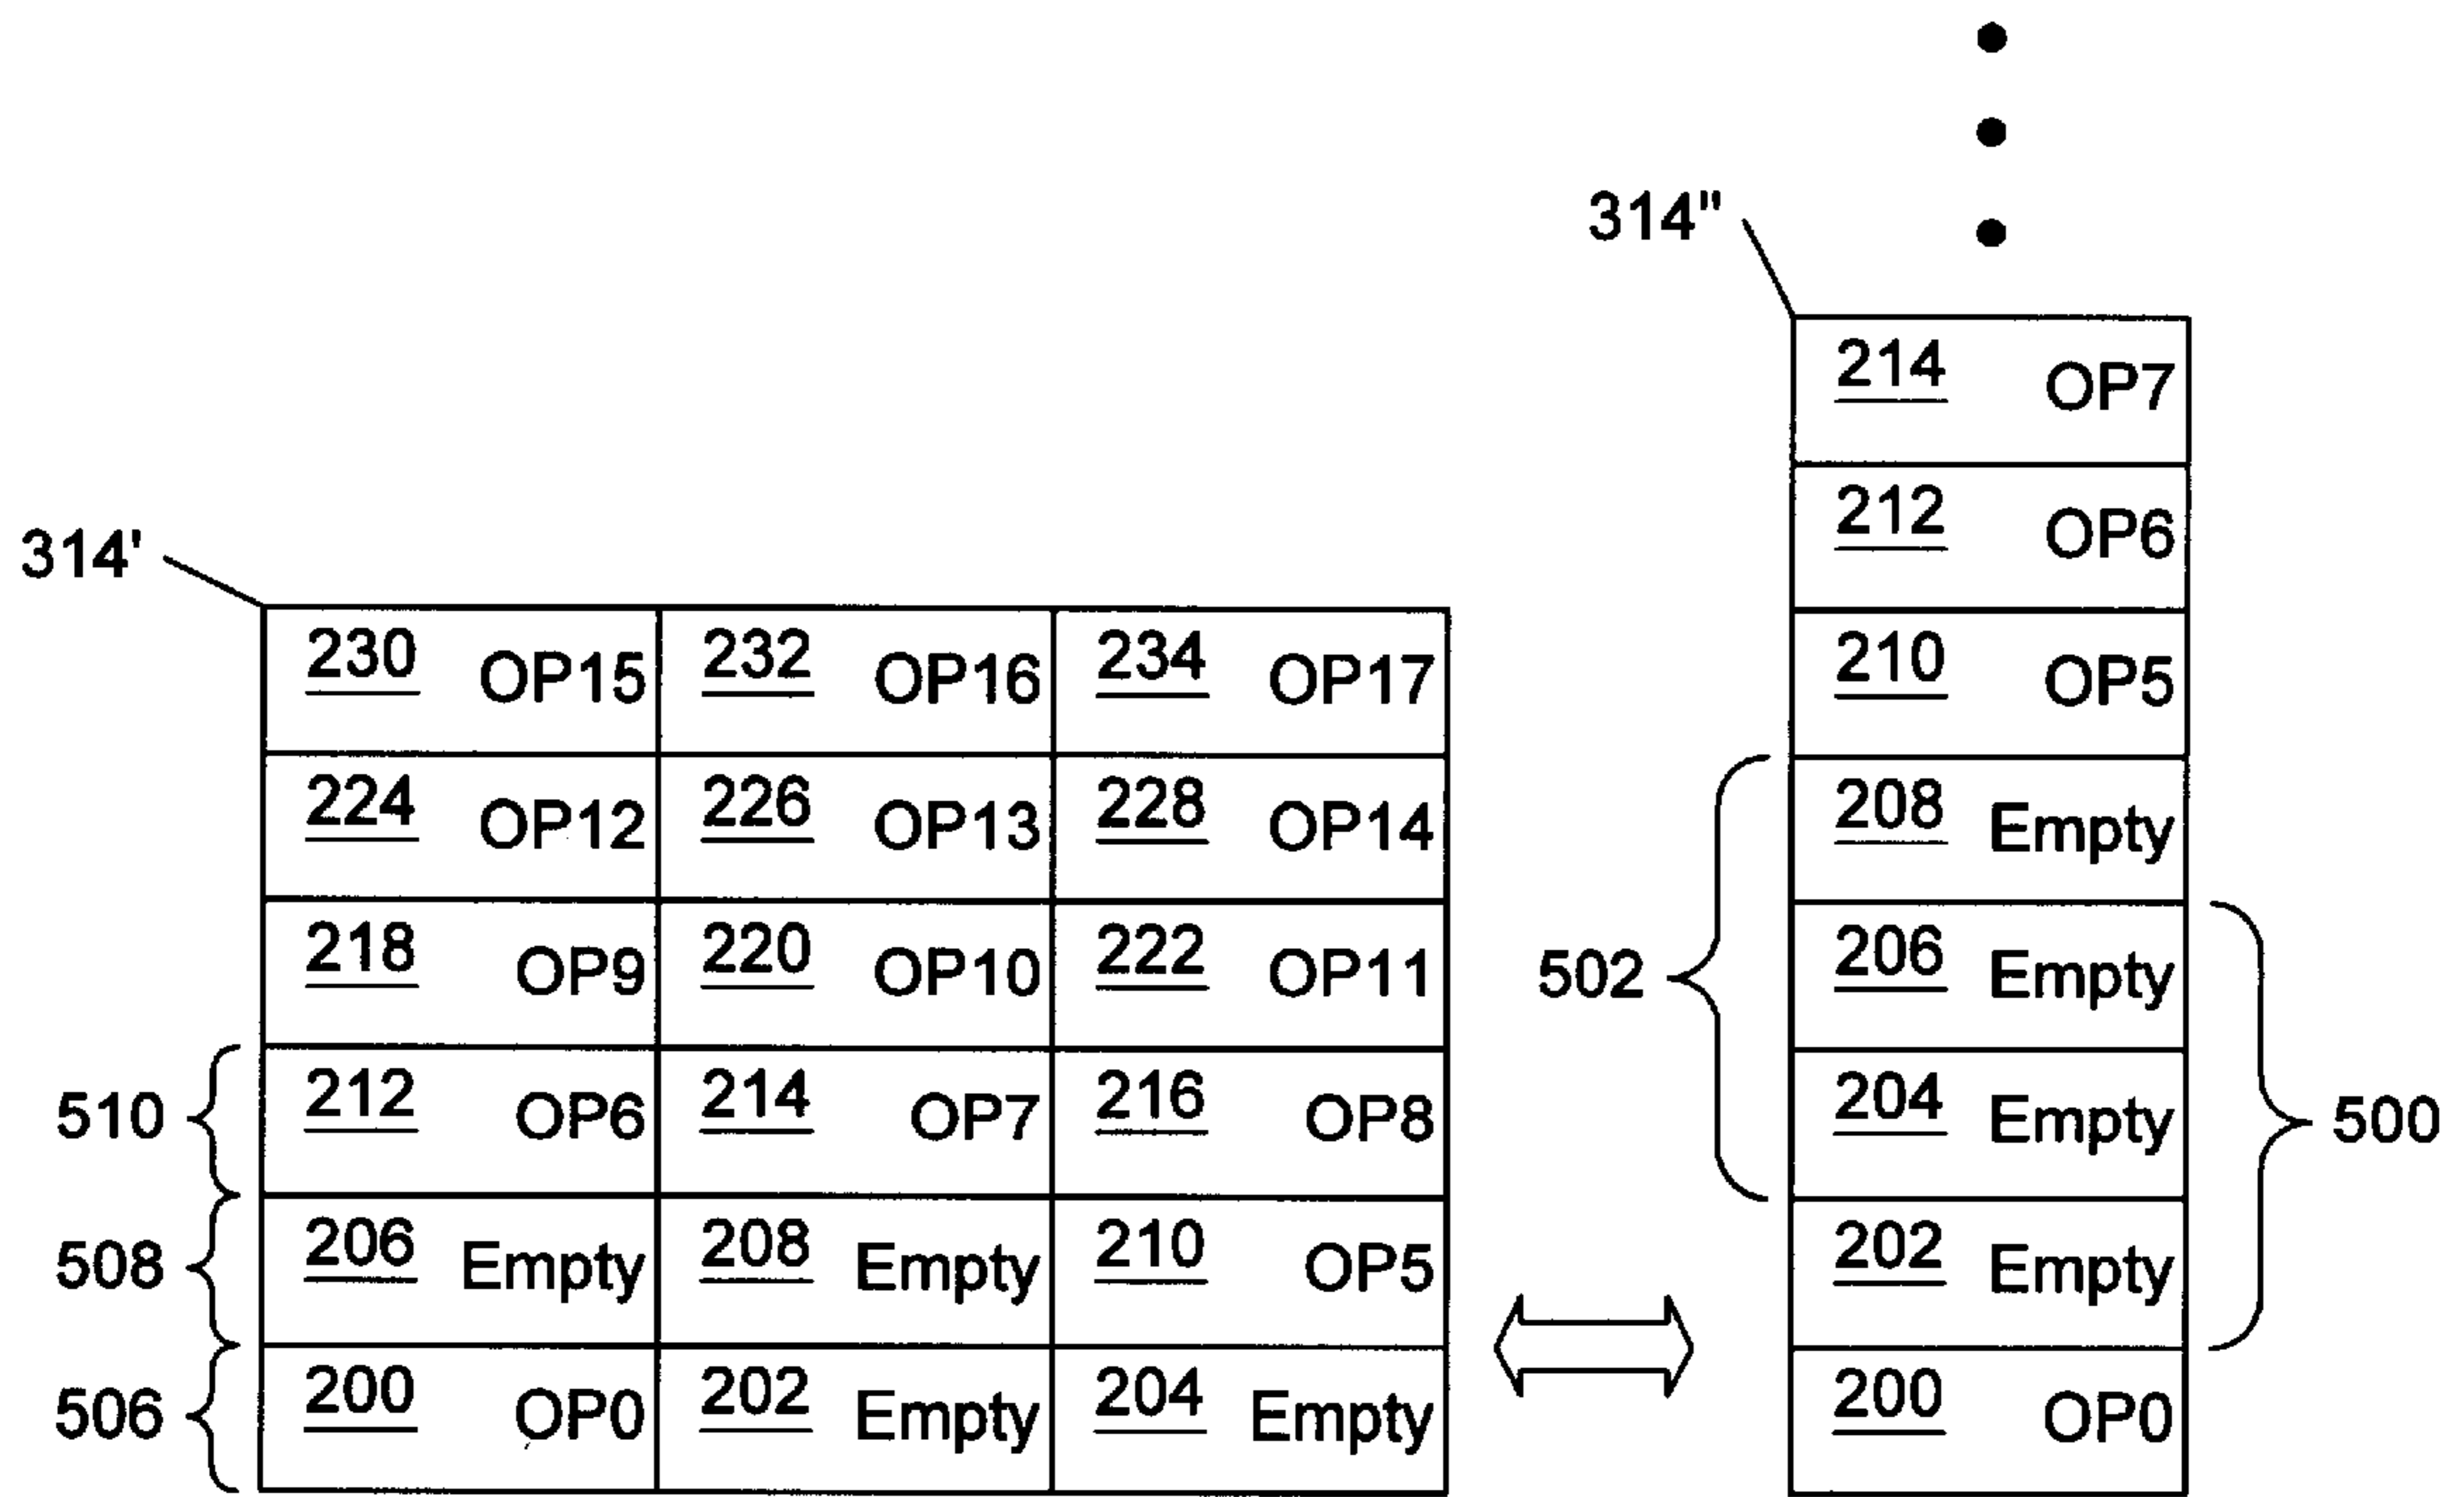 314"
214 OP7
212 OP6
210 OP5
208 Empty
206 Empty
204 Empty
202 Empty
200 OP0
502
500
314'
230 OP15 232 OP16 234 OP17
224 OP12 226 OP13 228 OP14
218 OP9 220 OP10 222 OP11
510 212 OP6 214 OP7 216 OP8
508 206 Empty 208 Empty 210 OP5
506 200 OP0 202 Empty 204 Empty